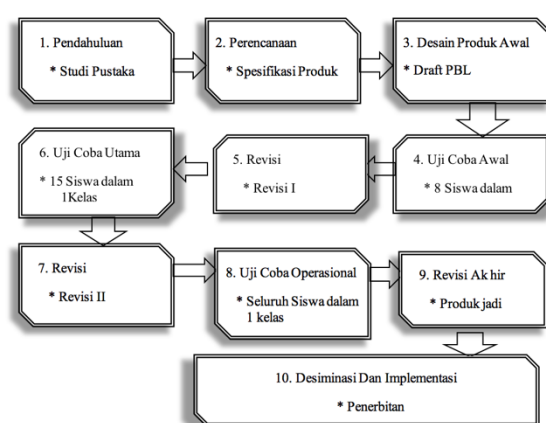 1. Pendahuluan
* Studi Pustaka
2. Perencanaan
* Spesifikasi Produk
3. Desain Produk Awal
* Draft PBL
4. Uji Coba Awal
* 8 Siswa dalam
5. Revisi
* Revisi I
6. Uji Coba Utama
* 15 Siswa dalam
1Kelas
7. Revisi
* Revisi II
8. Uji Coba Operasional
* Seluruh Siswa dalam
1 kelas
9. Revisi Ak hir
* Produk jadi
10. Desiminasi Dan Implementasi
* Penerbitan